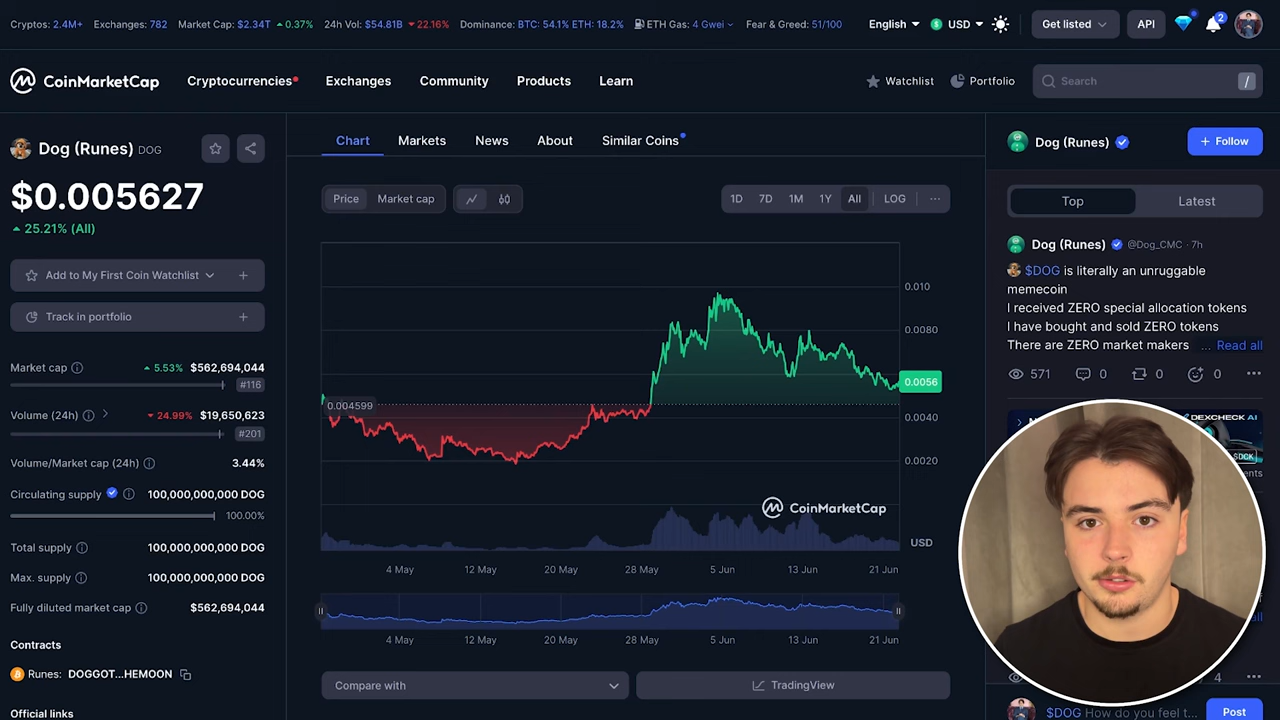 Cryptos: 2.4M+ Exchanges: 782 Market Cap: $2.34T 0.37% 24h Vol: $54.81B 22.16% Dominance: BTC: 54.1% ETH: 18.2% ETH Gas: 4 Gwei Fear & Greed: 51/100 English USD Get listed API 2
CoinMarketCap Cryptocurrencies Exchanges Community Products Learn Watchlist Portfolio Search /
Dog (Runes) DOG
$0.005627
25.21% (All)
Add to My First Coin Watchlist +
Track in portfolio +
Market cap 5.53% $562,694,044
#116
Volume (24h) 24.99% $19,650,623
#201
Volume/Market cap (24h) 3.44%
Circulating supply 100,000,000,000 DOG
100.00%
Total supply 100,000,000,000 DOG
Max. supply 100,000,000,000 DOG
Fully diluted market cap $562,694,044
Contracts
Runes: DOGGOT...HEMOON
Official links
Chart Markets News About Similar Coins
Price Market cap 1D 7D 1M 1Y All LOG ...
0.010
0.0080
0.0056
0.004599
0.0040
0.0020
CoinMarketCap
USD
4 May 12 May 20 May 28 May 5 Jun 13 Jun 21 Jun
4 May 12 May 20 May 28 May 5 Jun 13 Jun 21 Jun
Compare with TradingView
Dog (Runes) + Follow
Top Latest
Dog (Runes) @Dog_CMC · 7h
$DOG is literally an unruggable
memecoin
I received ZERO special allocation tokens
I have bought and sold ZERO tokens
There are ZERO market makers ... Read all
571 0 0 0 ...
DEXCHECK AI
$DCK
4 ...
$DOG How do you feel t... Post